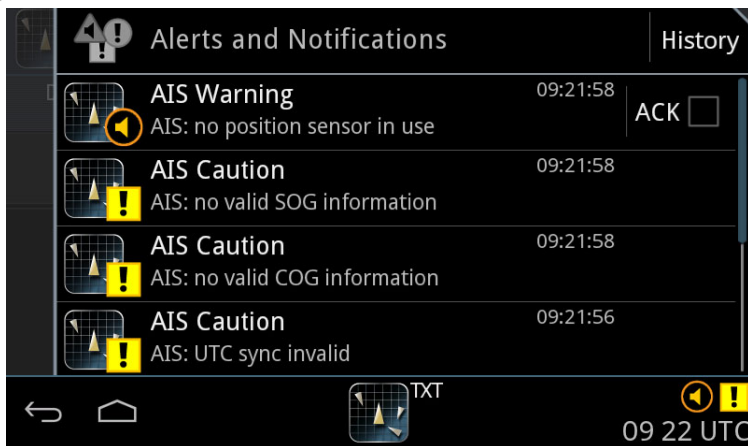 Alerts and Notifications
History
AIS Warning
09:21:58
AIS: no position sensor in use
ACK
AIS Caution
09:21:58
AIS: no valid SOG information
AIS Caution
09:21:58
AIS: no valid COG information
AIS Caution
09:21:56
AIS: UTC sync invalid
TXT
09 22 UTC